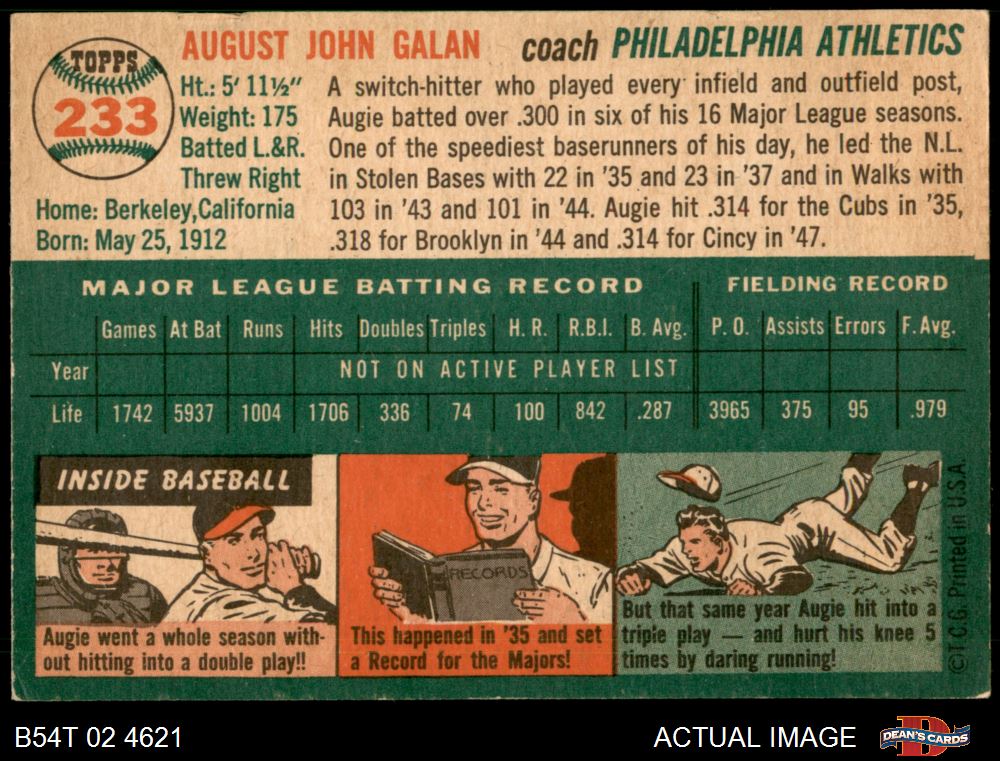 TOPPS
233
AUGUST JOHN GALAN coach PHILADELPHIA ATHLETICS
Ht.: 5' 11½"
Weight: 175
Batted L.&R.
Threw Right
Home: Berkeley, California
Born: May 25, 1912
A switch-hitter who played every infield and outfield post,
Augie batted over .300 in six of his 16 Major League seasons.
One of the speediest baserunners of his day, he led the N.L.
in Stolen Bases with 22 in '35 and 23 in '37 and in Walks with
103 in '43 and 101 in '44. Augie hit .314 for the Cubs in '35,
.318 for Brooklyn in '44 and .314 for Cincy in '47.
MAJOR LEAGUE BATTING RECORD FIELDING RECORD
Games At Bat Runs Hits Doubles Triples H. R. R.B.I. B. Avg. P. O. Assists Errors F. Avg.
Year NOT ON ACTIVE PLAYER LIST
Life 1742 5937 1004 1706 336 74 100 842 .287 3965 375 95 .979
INSIDE BASEBALL
Augie went a whole season with-
out hitting into a double play!!
RECORDS
This happened in '35 and set
a Record for the Majors!
But that same year Augie hit into a
triple play — and hurt his knee 5
times by daring running!
©T.C.G. Printed in U.S.A.
B54T 02 4621
ACTUAL IMAGE
D
DEAN'S CARDS